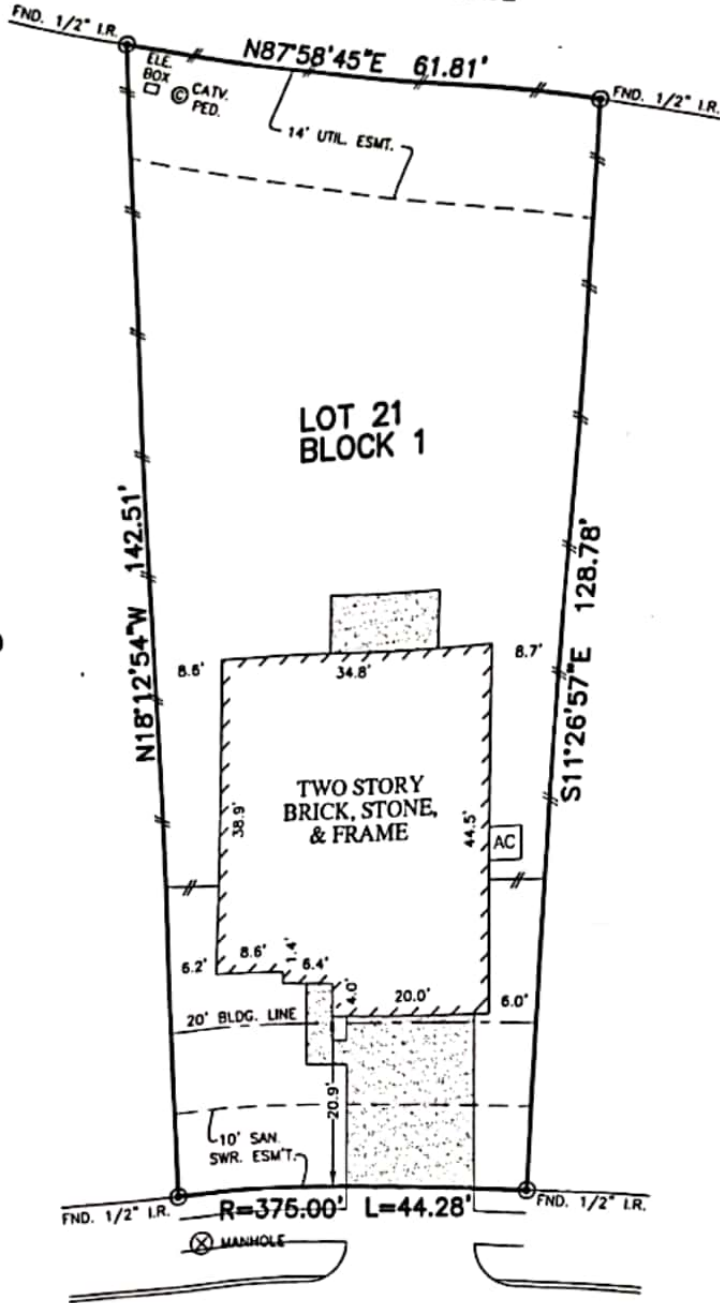 FND. 1/2" I.R.
N87°58'45"E 61.81'
FND. 1/2" I.R.
ELE.
BOX
CATV.
PED.
14' UTIL. ESMT.
LOT 21
BLOCK 1
N18°12'54"W 142.51'
S11°26'57"E 128.78'
8.6'
34.8'
8.7'
TWO STORY
BRICK, STONE,
& FRAME
38.9'
44.5'
AC
8.6'
1.4'
6.4'
6.2'
4.0'
20.0'
6.0'
20' BLDG. LINE
20.9'
10' SAN.
SWR. ESM'T.
FND. 1/2" I.R.
R=375.00' L=44.28'
FND. 1/2" I.R.
MANHOLE